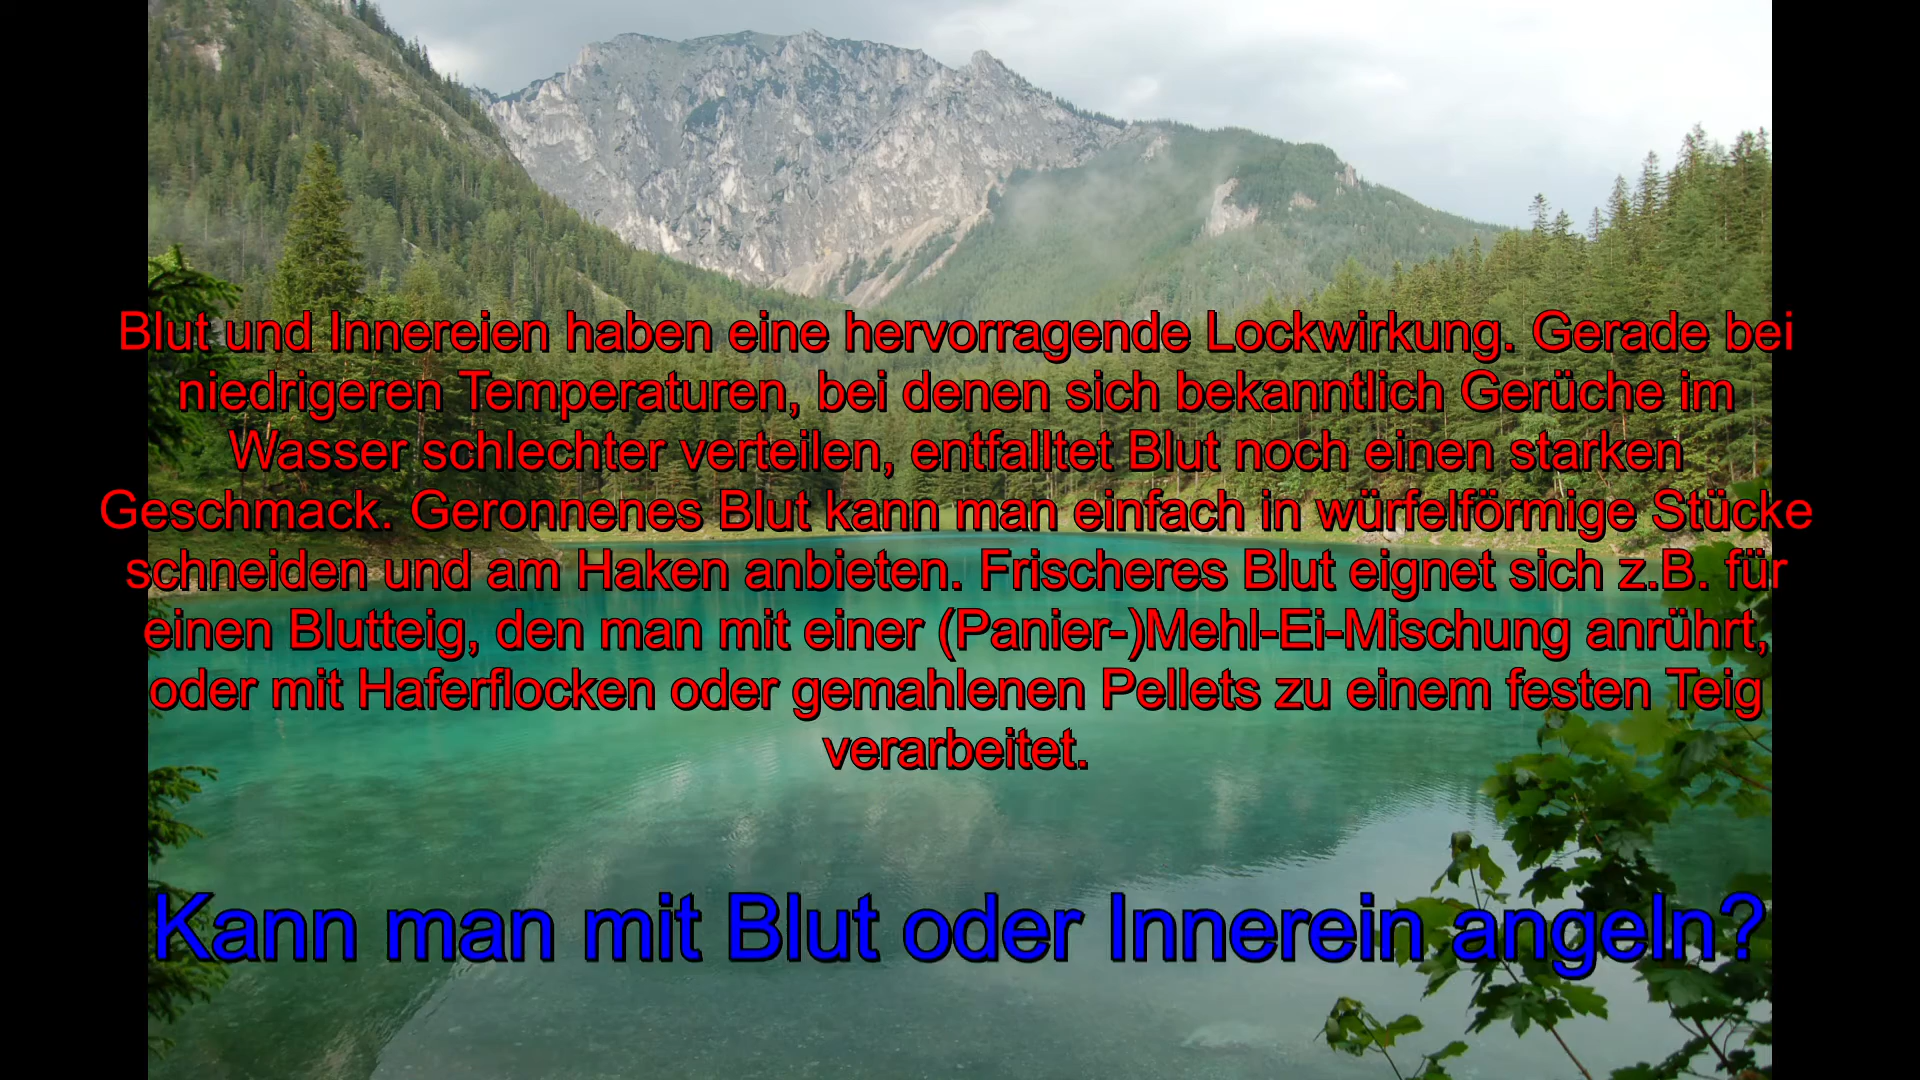 Blut und Innereien haben eine hervorragende Lockwirkung. Gerade bei
niedrigeren Temperaturen, bei denen sich bekanntlich Gerüche im
Wasser schlechter verteilen, entfalltet Blut noch einen starken
Geschmack. Geronnenes Blut kann man einfach in würfelförmige Stücke
schneiden und am Haken anbieten. Frischeres Blut eignet sich z.B. für
einen Blutteig, den man mit einer (Panier-)Mehl-Ei-Mischung anrührt,
oder mit Haferflocken oder gemahlenen Pellets zu einem festen Teig
verarbeitet.
Kann man mit Blut oder Innerein angeln?